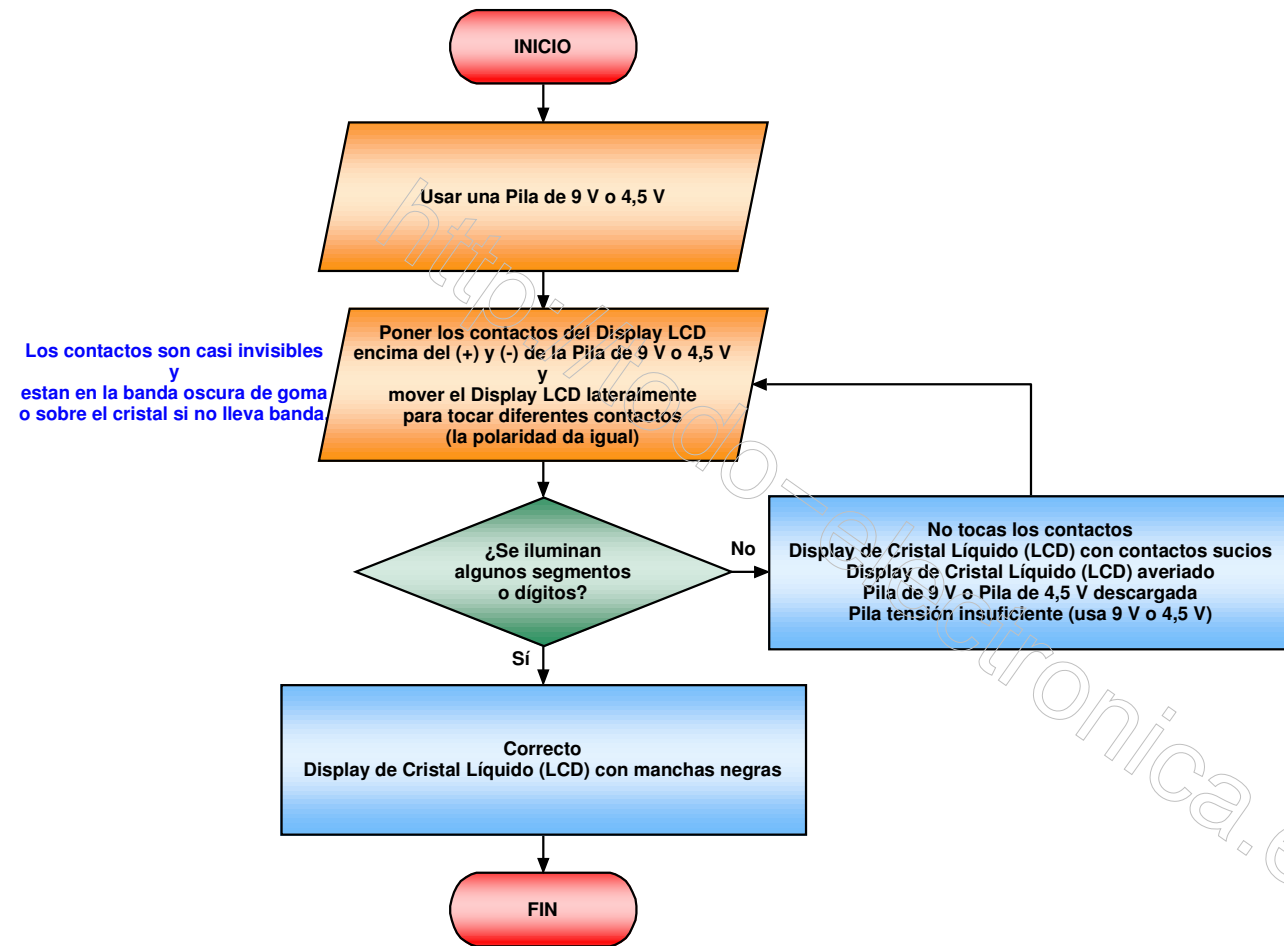 INICIO
Usar una Pila de 9 V o 4,5 V
Poner los contactos del Display LCD
encima del (+) y (-) de la Pila de 9 V o 4,5 V
y
mover el Display LCD lateralmente
para tocar diferentes contactos
(la polaridad da igual)
Los contactos son casi invisibles
y
estan en la banda oscura de goma
o sobre el cristal si no lleva banda.
¿Se iluminan
algunos segmentos
o dígitos?
No
No tocas los contactos
Display de Cristal Líquido (LCD) con contactos sucios
Display de Cristal Líquido (LCD) averiado
Pila de 9 V o Pila de 4,5 V descargada
Pila tensión insuficiente (usa 9 V o 4,5 V)
Sí
Correcto
Display de Cristal Líquido (LCD) con manchas negras
FIN